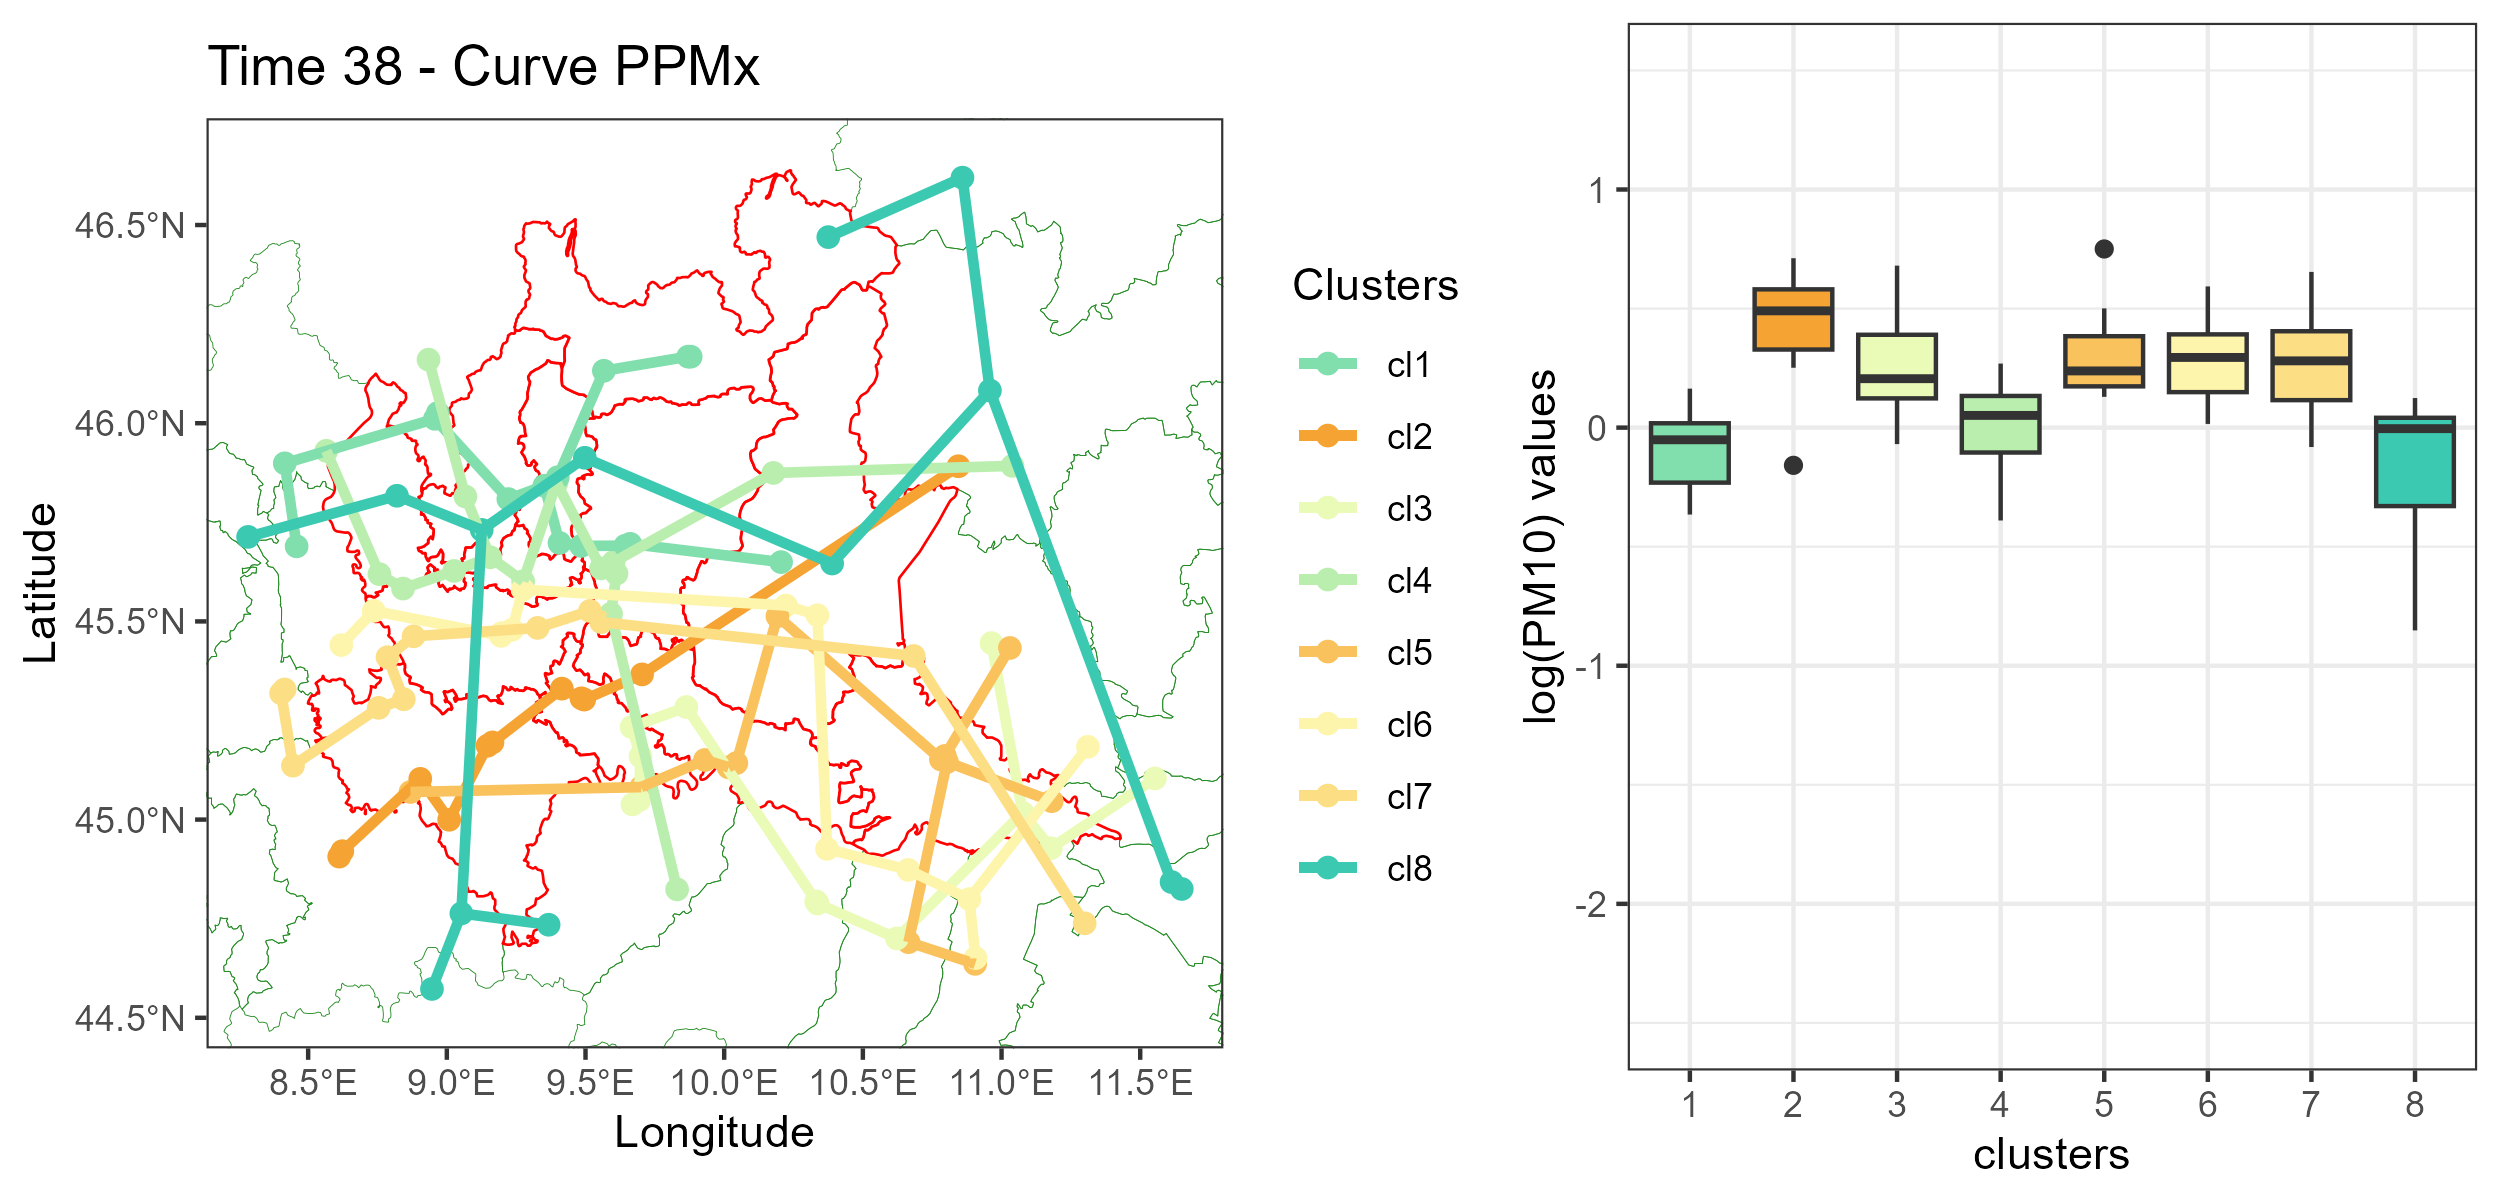 Time 38 - Curve PPMx
Latitude
46.5°N
46.0°N
45.5°N
45.0°N
44.5°N
8.5°E 9.0°E 9.5°E 10.0°E 10.5°E 11.0°E 11.5°E
Longitude
Clusters
cl1
cl2
cl3
cl4
cl5
cl6
cl7
cl8
log(PM10) values
1
0
-1
-2
1 2 3 4 5 6 7 8
clusters